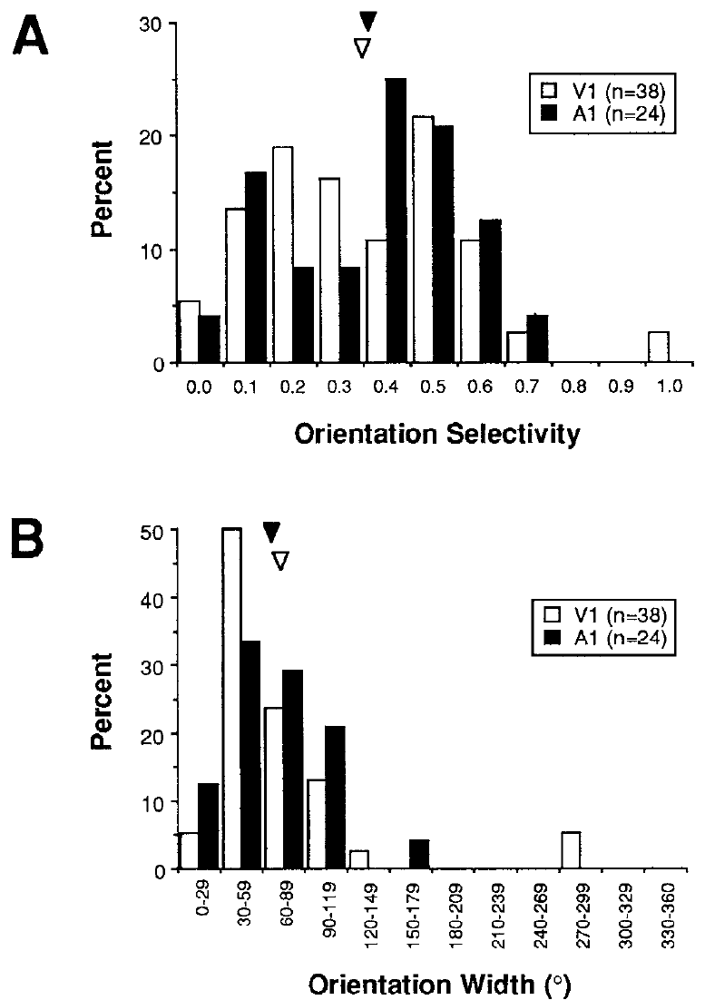 A
30
20
10
0
Percent
V1 (n=38)
A1 (n=24)
0.0 0.1 0.2 0.3 0.4 0.5 0.6 0.7 0.8 0.9 1.0
Orientation Selectivity
B
50
40
30
20
10
0
Percent
V1 (n=38)
A1 (n=24)
0-29 30-59 60-89 90-119 120-149 150-179 180-209 210-239 240-269 270-299 300-329 330-360
Orientation Width (°)